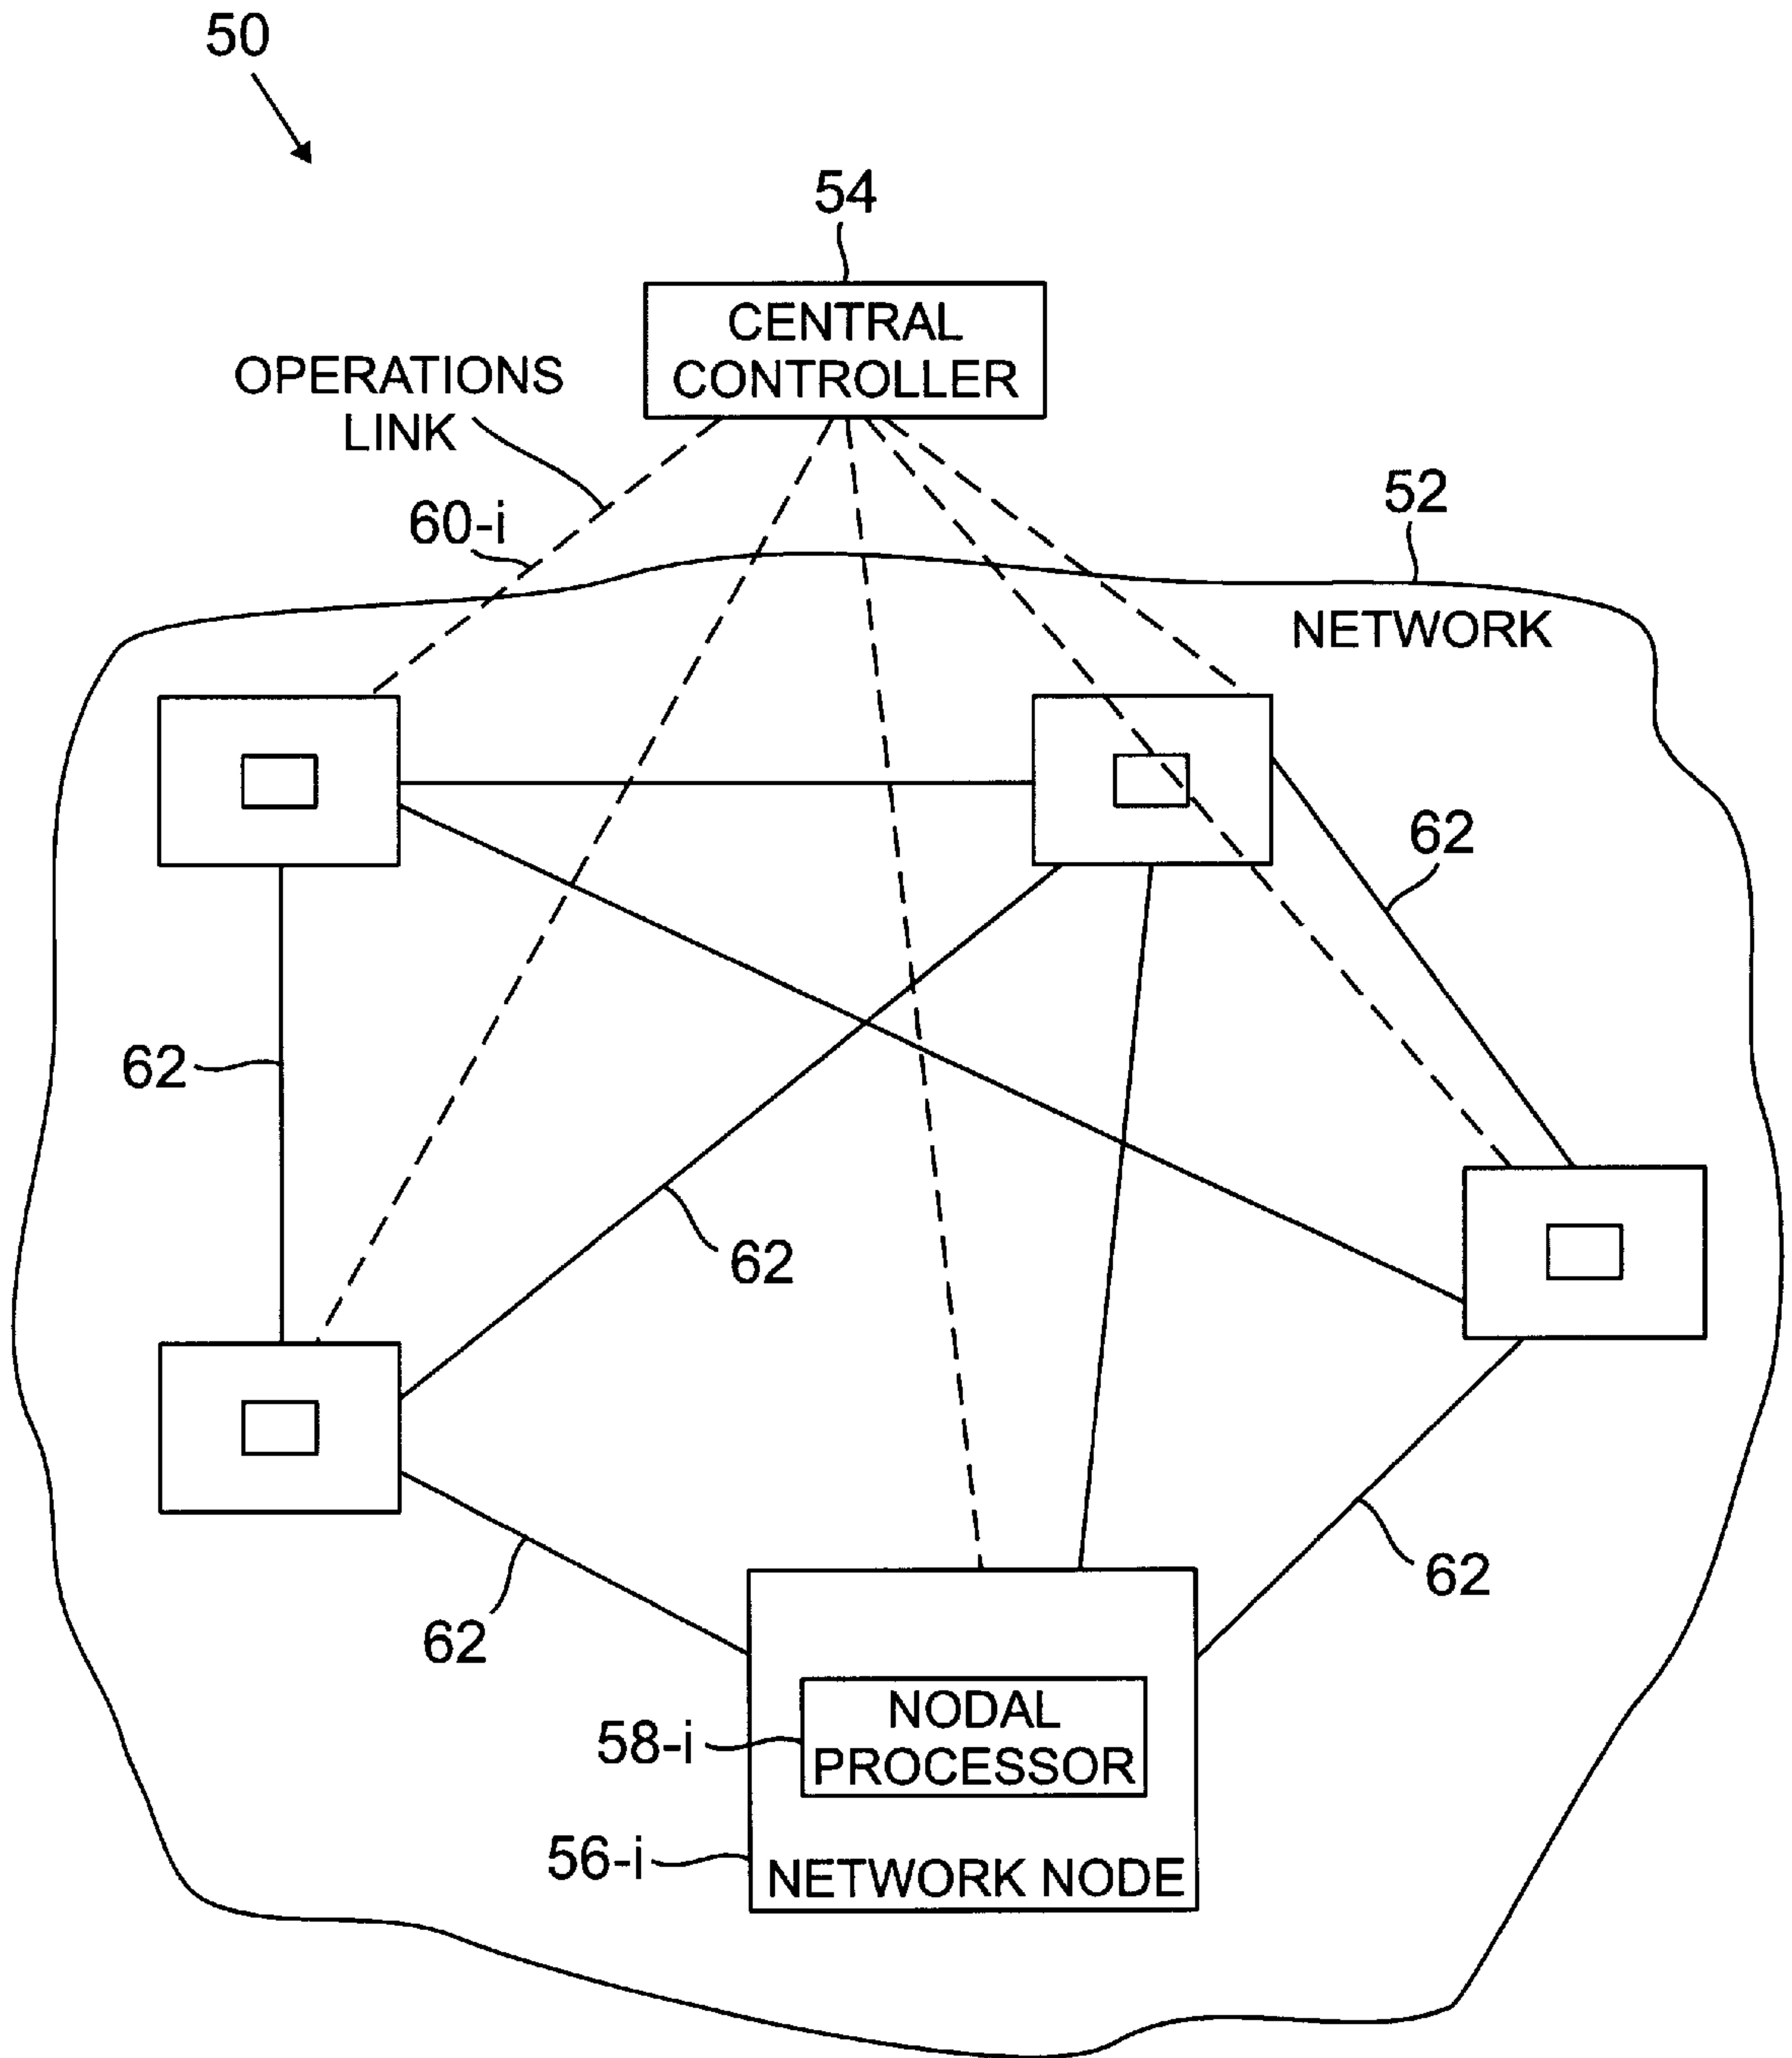 50
54
CENTRAL
CONTROLLER
OPERATIONS
LINK
60-i
52
NETWORK
62
62
62
62
62
58-i
NODAL
PROCESSOR
56-i
NETWORK NODE